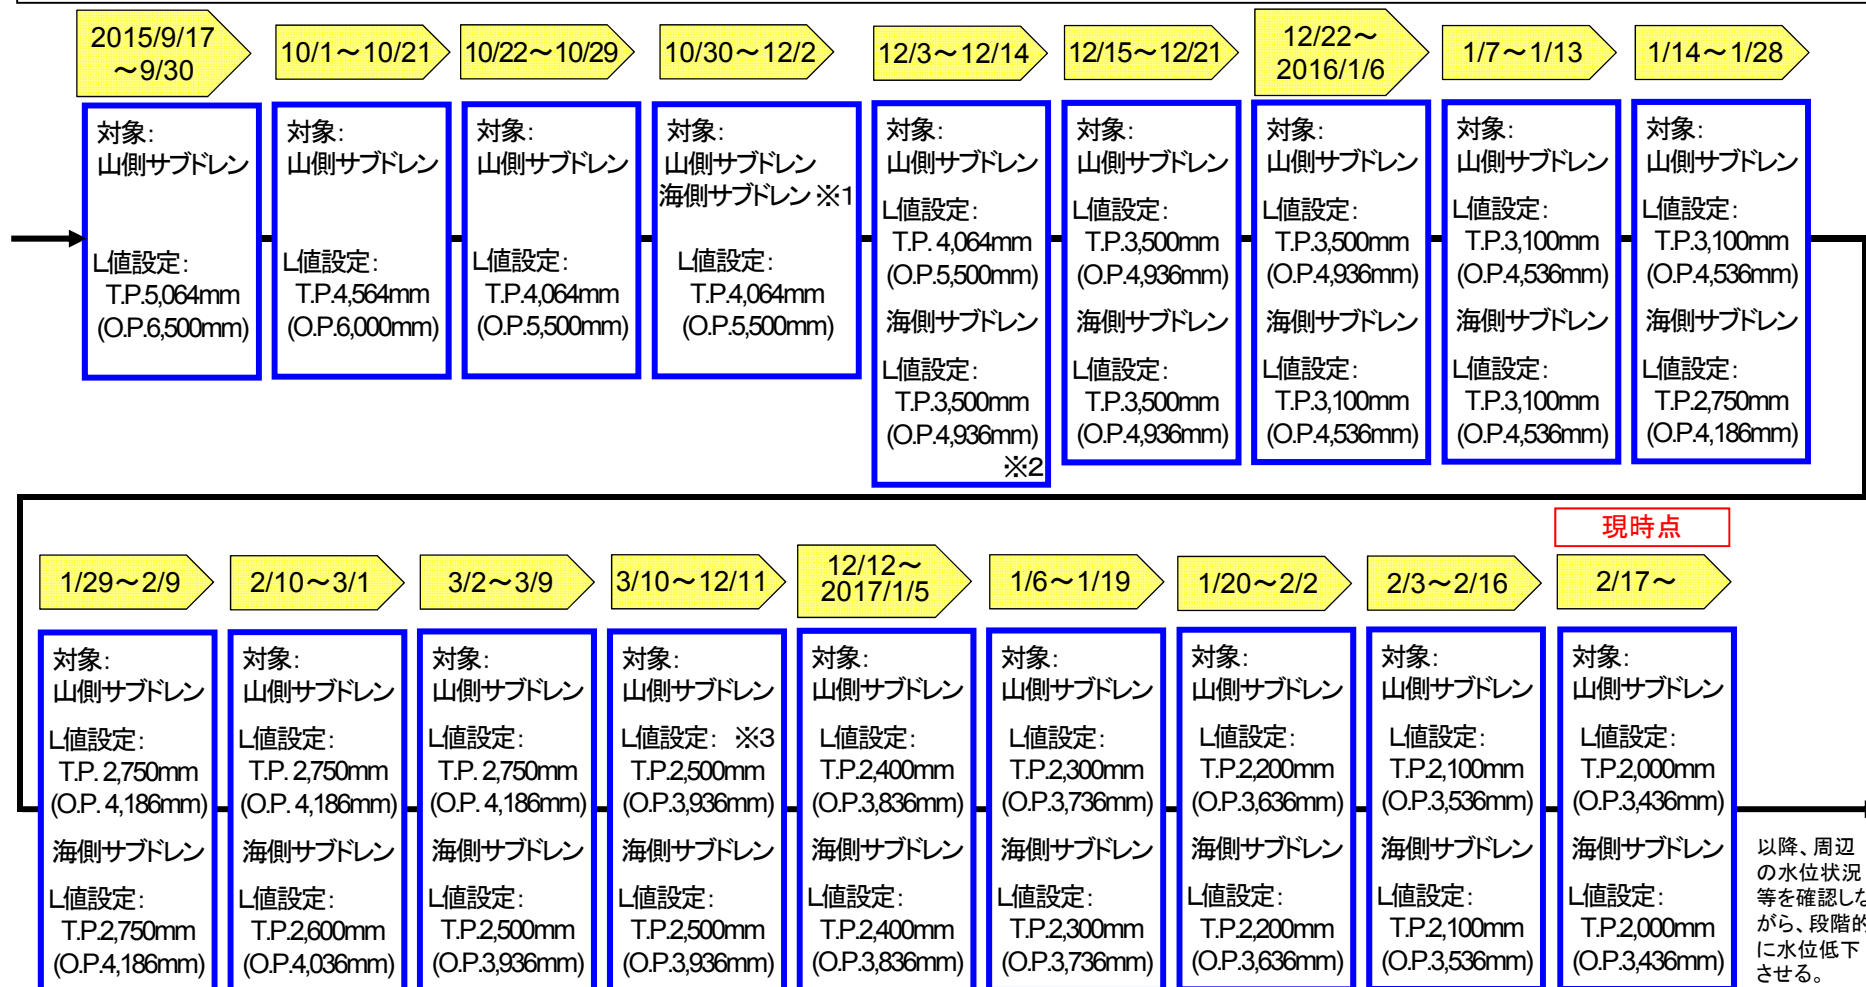 2015/9/17
～9/30
対象：
山側サブドレン
L値設定：
T.P.5,064mm
(O.P.6,500mm)
10/1～10/21
対象：
山側サブドレン
L値設定：
T.P.4,564mm
(O.P.6,000mm)
10/22～10/29
対象：
山側サブドレン
L値設定：
T.P.4,064mm
(O.P.5,500mm)
10/30～12/2
対象：
山側サブドレン
海側サブドレン※1
L値設定：
T.P.4,064mm
(O.P.5,500mm)
12/3～12/14
対象：
山側サブドレン
L値設定：
T.P. 4,064mm
(O.P.5,500mm)
海側サブドレン
L値設定：
T.P.3,500mm
(O.P.4,936mm)
※2
12/15～12/21
対象：
山側サブドレン
L値設定：
T.P.3,500mm
(O.P.4,936mm)
海側サブドレン
L値設定：
T.P.3,500mm
(O.P.4,936mm)
12/22～
2016/1/6
対象：
山側サブドレン
L値設定：
T.P.3,500mm
(O.P.4,936mm)
海側サブドレン
L値設定：
T.P.3,100mm
(O.P.4,536mm)
1/7～1/13
対象：
山側サブドレン
L値設定：
T.P.3,100mm
(O.P.4,536mm)
海側サブドレン
L値設定：
T.P.3,100mm
(O.P.4,536mm)
1/14～1/28
対象：
山側サブドレン
L値設定：
T.P.3,100mm
(O.P.4,536mm)
海側サブドレン
L値設定：
T.P.2,750mm
(O.P.4,186mm)
1/29～2/9
対象：
山側サブドレン
L値設定：
T.P. 2,750mm
(O.P. 4,186mm)
海側サブドレン
L値設定：
T.P.2,750mm
(O.P.4,186mm)
2/10～3/1
対象：
山側サブドレン
L値設定：
T.P. 2,750mm
(O.P. 4,186mm)
海側サブドレン
L値設定：
T.P.2,600mm
(O.P.4,036mm)
3/2～3/9
対象：
山側サブドレン
L値設定：
T.P. 2,750mm
(O.P. 4,186mm)
海側サブドレン
L値設定：
T.P.2,500mm
(O.P.3,936mm)
3/10～12/11
対象：
山側サブドレン
L値設定： ※3
T.P.2,500mm
(O.P.3,936mm)
海側サブドレン
L値設定：
T.P.2,500mm
(O.P.3,936mm)
12/12～
2017/1/5
対象：
山側サブドレン
L値設定：
T.P.2,400mm
(O.P.3,836mm)
海側サブドレン
L値設定：
T.P.2,400mm
(O.P.3,836mm)
1/6～1/19
対象：
山側サブドレン
L値設定：
T.P.2,300mm
(O.P.3,736mm)
海側サブドレン
L値設定：
T.P.2,300mm
(O.P.3,736mm)
1/20～2/2
対象：
山側サブドレン
L値設定：
T.P.2,200mm
(O.P.3,636mm)
海側サブドレン
L値設定：
T.P.2,200mm
(O.P.3,636mm)
2/3～2/16
対象：
山側サブドレン
L値設定：
T.P.2,100mm
(O.P.3,536mm)
海側サブドレン
L値設定：
T.P.2,100mm
(O.P.3,536mm)
現時点
2/17～
対象：
山側サブドレン
L値設定：
T.P.2,000mm
(O.P.3,436mm)
海側サブドレン
L値設定：
T.P.2,000mm
(O.P.3,436mm)
以降、周辺
の水位状況
等を確認しな
がら、段階的
に水位低下
させる。